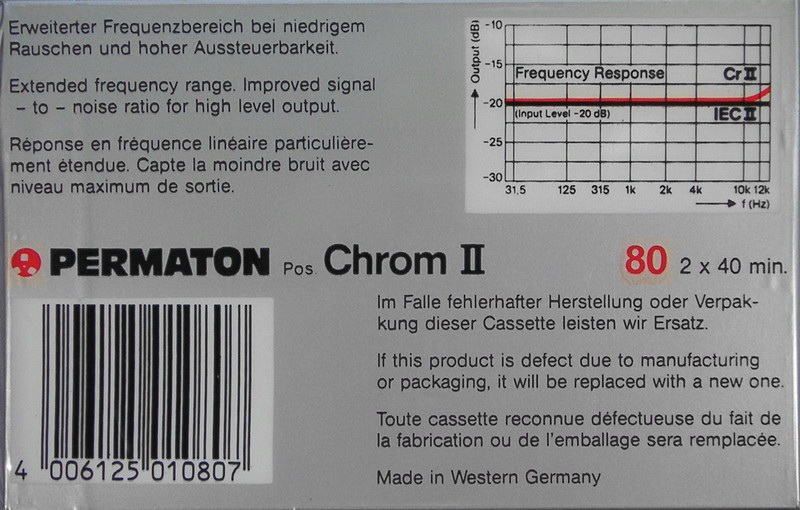 Erweiterter Frequenzbereich bei niedrigem
Rauschen und hoher Aussteuerbarkeit.
Extended frequency range. Improved signal
- to - noise ratio for high level output.
Réponse en fréquence linéaire particulière-
ment étendue. Capte la moindre bruit avec
niveau maximum de sortie.
Output (dB)
-10
-15
-20
-25
-30
Frequency Response CrII
(Input Level -20 dB) IECII
31,5 125 315 1k 2k 4k 10k 12k
f (Hz)
PERMATON Pos. Chrom II 80 2 x 40 min.
Im Falle fehlerhafter Herstellung oder Verpak-
kung dieser Cassette leisten wir Ersatz.
If this product is defect due to manufacturing
or packaging, it will be replaced with a new one.
Toute cassette reconnue défectueuse du fait de
la fabrication ou de l'emballage sera remplacée.
Made in Western Germany
4 006125 010807